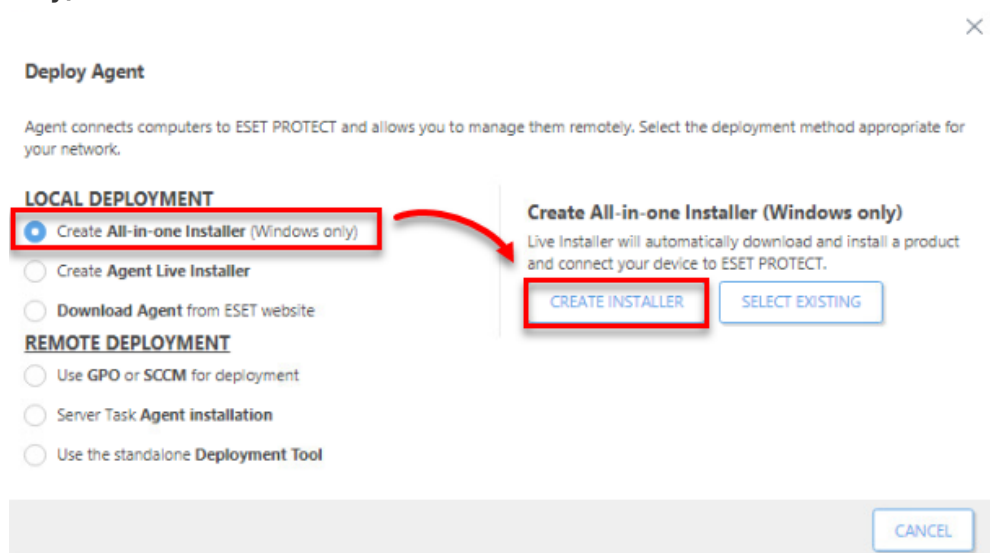 Deploy Agent
Agent connects computers to ESET PROTECT and allows you to manage them remotely. Select the deployment method appropriate for
your network.
LOCAL DEPLOYMENT
Create All-in-one Installer (Windows only)
Create Agent Live Installer
Download Agent from ESET website
REMOTE DEPLOYMENT
Use GPO or SCCM for deployment
Server Task Agent installation
Use the standalone Deployment Tool
Create All-in-one Installer (Windows only)
Live Installer will automatically download and install a product
and connect your device to ESET PROTECT.
CREATE INSTALLER
SELECT EXISTING
CANCEL